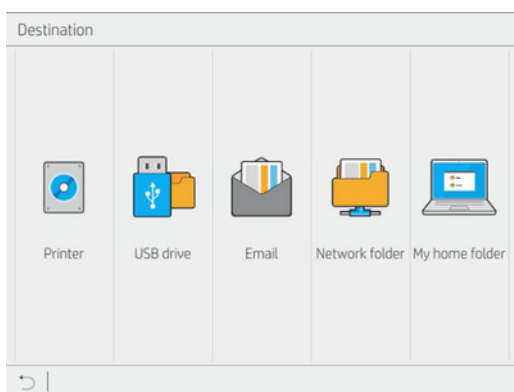 Destination
Printer
USB drive
Email
Network folder
My home folder